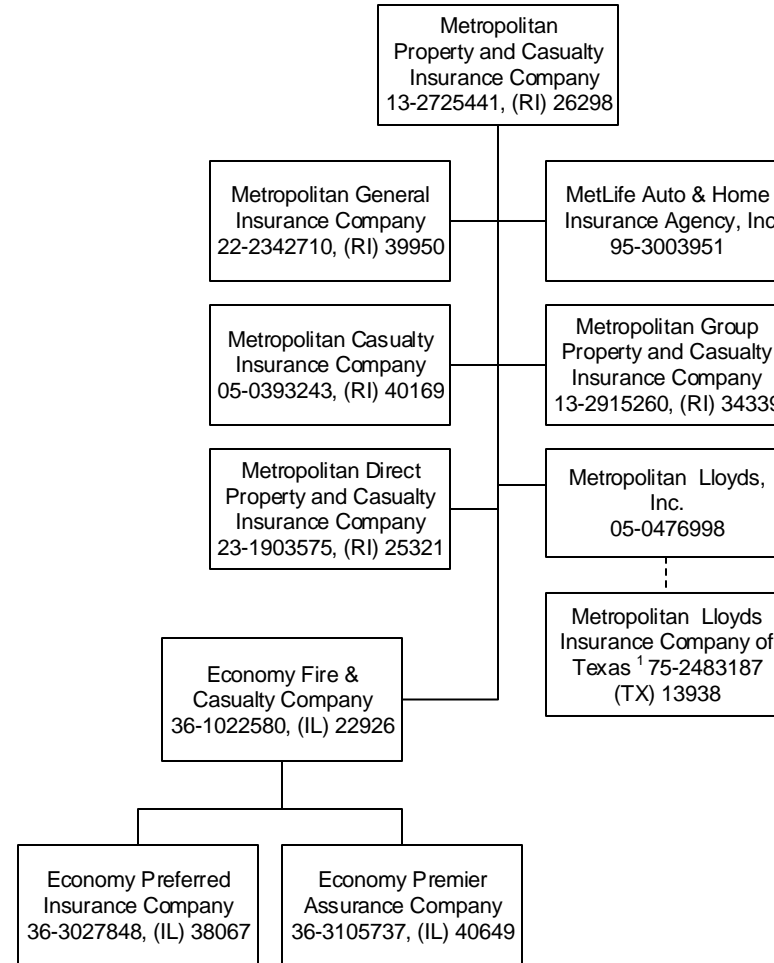 Metropolitan
Property and Casualty
Insurance Company
13-2725441, (RI) 26298
Metropolitan General
Insurance Company
22-2342710, (RI) 39950
MetLife Auto & Home
Insurance Agency, Inc
95-3003951
Metropolitan Casualty
Insurance Company
05-0393243, (RI) 40169
Metropolitan Group
Property and Casualty
Insurance Company
13-2915260, (RI) 34339
Metropolitan Direct
Property and Casualty
Insurance Company
23-1903575, (RI) 25321
Metropolitan Lloyds,
Inc.
05-0476998
Metropolitan Lloyds
Insurance Company of
Texas ¹ 75-2483187
(TX) 13938
Economy Fire &
Casualty Company
36-1022580, (IL) 22926
Economy Preferred
Insurance Company
36-3027848, (IL) 38067
Economy Premier
Assurance Company
36-3105737, (IL) 40649